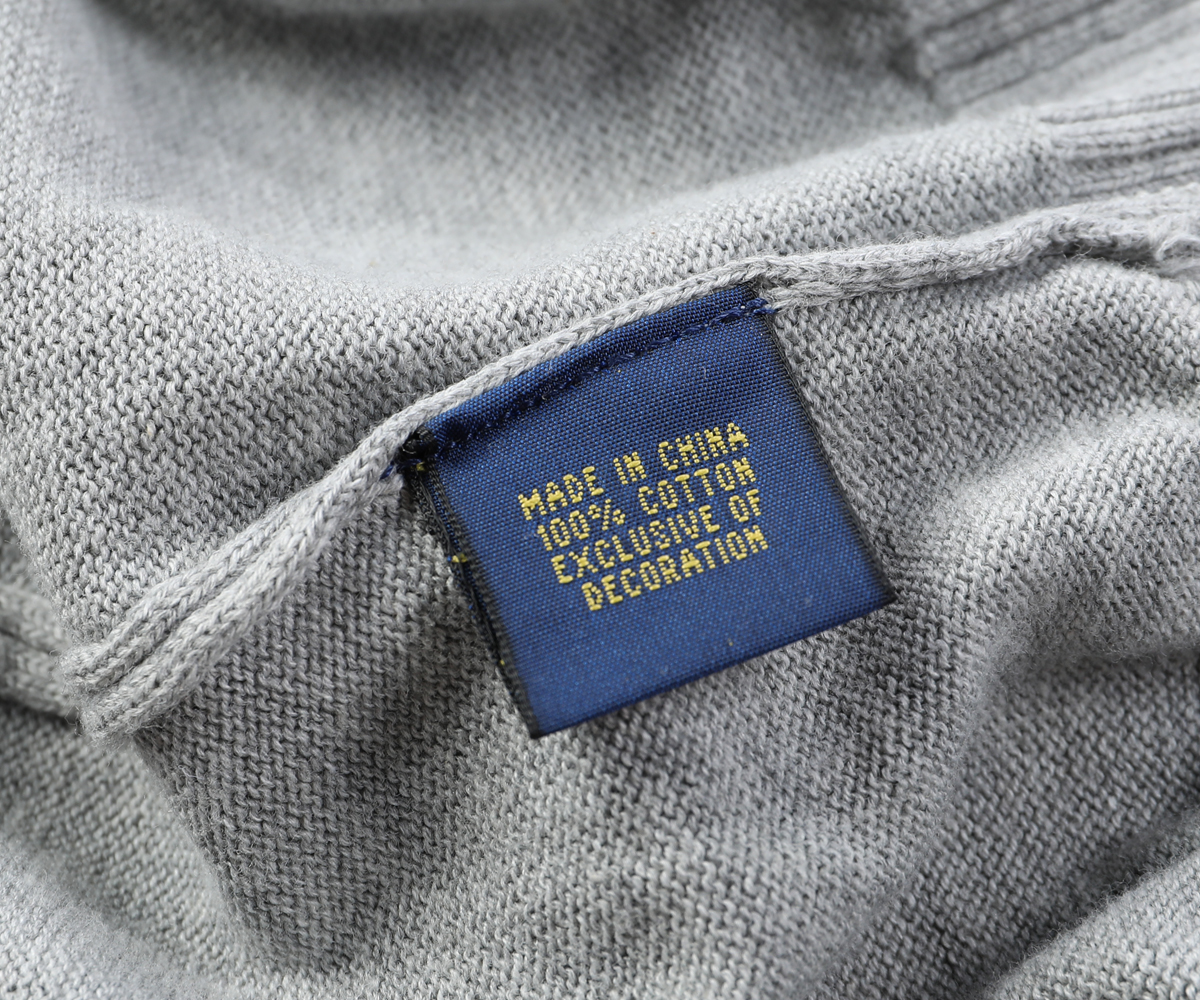 MADE IN CHINA
100% COTTON
EXCLUSIVE OF
DECORATION